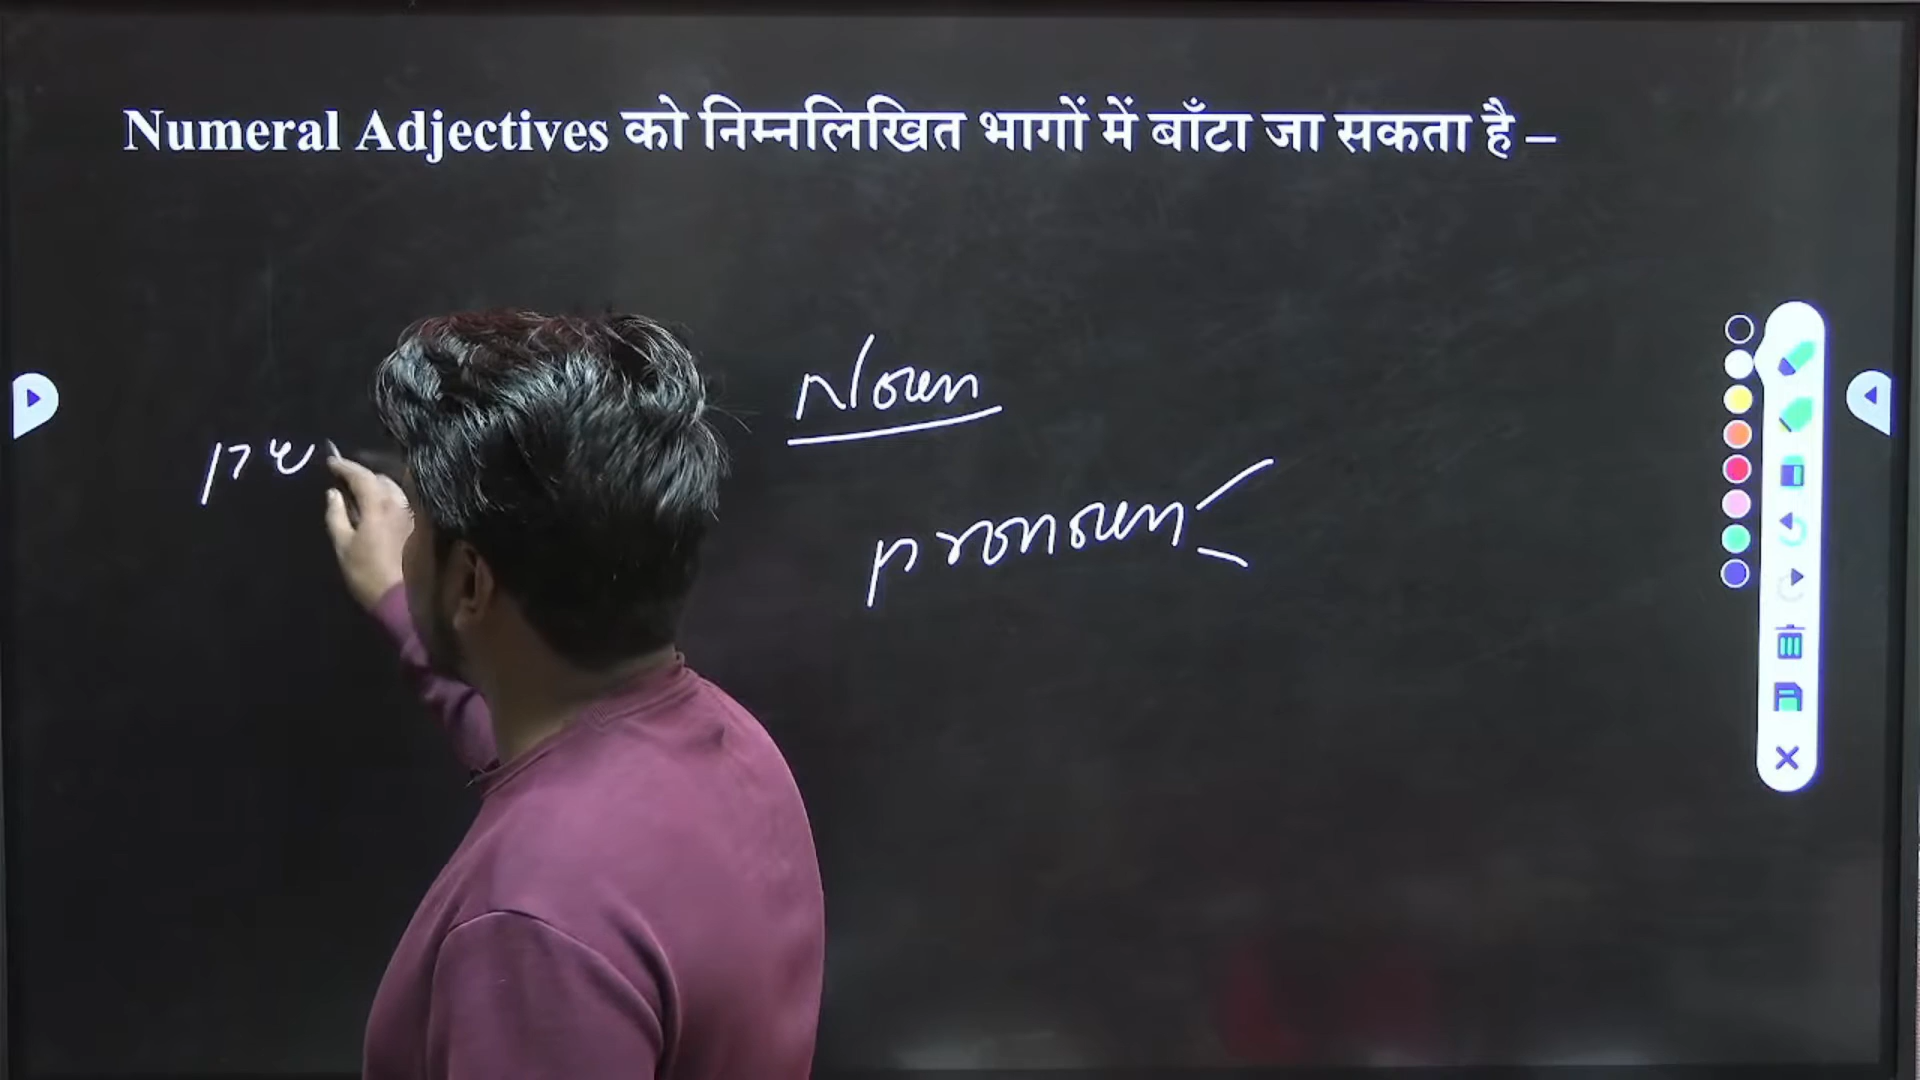 Numeral Adjectives को निम्नलिखित भागों में बाँटा जा सकता है –
Noun
pronoun